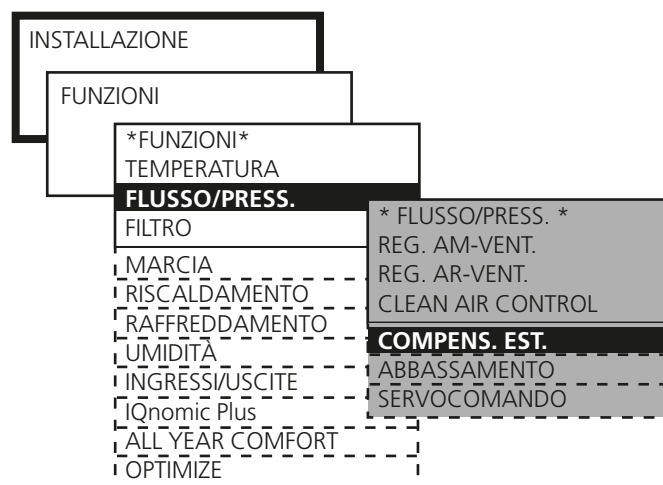 INSTALLAZIONE
FUNZIONI
*FUNZIONI*
TEMPERATURA
FLUSSO/PRESS.
FILTRO
MARCIA
RISCALDAMENTO
RAFFREDDAMENTO
UMIDITÀ
INGRESSI/USCITE
IQnomic Plus
ALL YEAR COMFORT
OPTIMIZE
* FLUSSO/PRESS. *
REG. AM-VENT.
REG. AR-VENT.
CLEAN AIR CONTROL
COMPENS. EST.
ABBASSAMENTO
SERVOCOMANDO